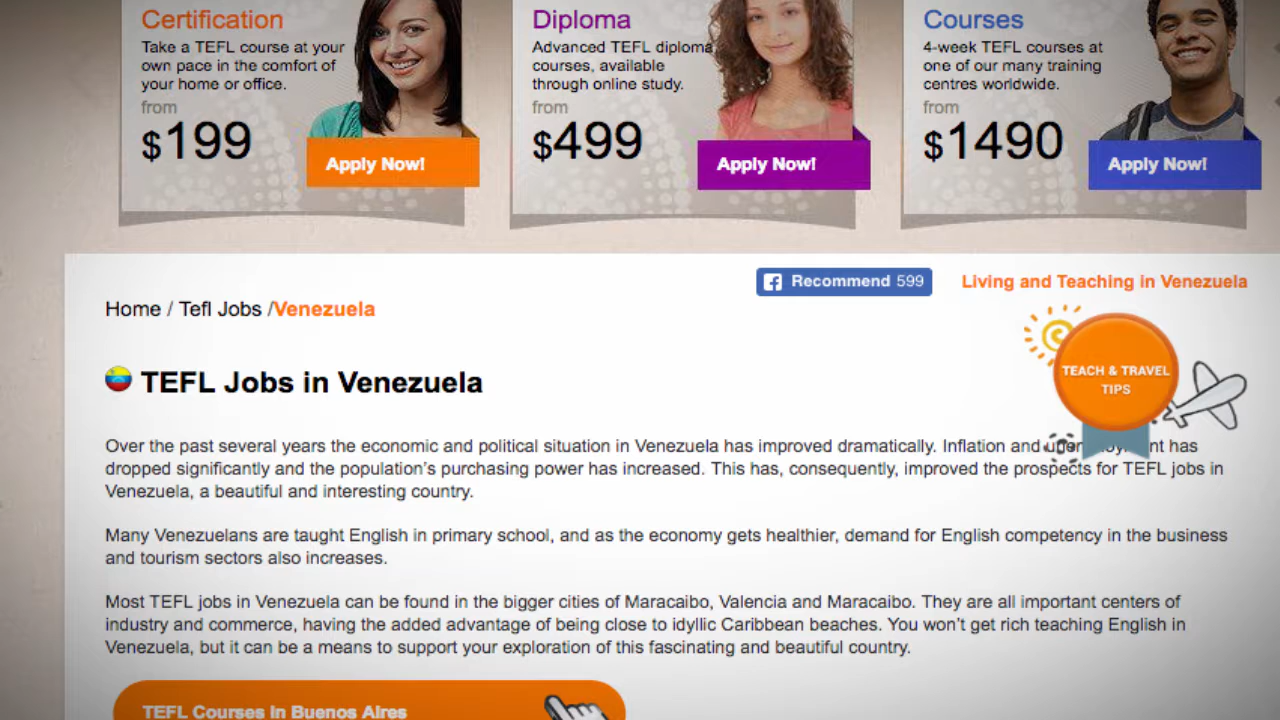 Certification
Take a TEFL course at your
own pace in the comfort of
your home or office.
from
$199
Apply Now!
Diploma
Advanced TEFL diploma
courses, available
through online study.
from
$499
Apply Now!
Courses
4-week TEFL courses at
one of our many training
centres worldwide.
from
$1490
Apply Now!
Recommend 599
Living and Teaching in Venezuela
Home / Tefl Jobs /Venezuela
TEACH & TRAVEL
TIPS
TEFL Jobs in Venezuela
Over the past several years the economic and political situation in Venezuela has improved dramatically. Inflation and has
dropped significantly and the population's purchasing power has increased. This has, consequently, improved the prospects for TEFL jobs in
Venezuela, a beautiful and interesting country.
Many Venezuelans are taught English in primary school, and as the economy gets healthier, demand for English competency in the business
and tourism sectors also increases.
Most TEFL jobs in Venezuela can be found in the bigger cities of Maracaibo, Valencia and Maracaibo. They are all important centers of
industry and commerce, having the added advantage of being close to idyllic Caribbean beaches. You won't get rich teaching English in
Venezuela, but it can be a means to support your exploration of this fascinating and beautiful country.
TEFL Courses in Buenos Aires